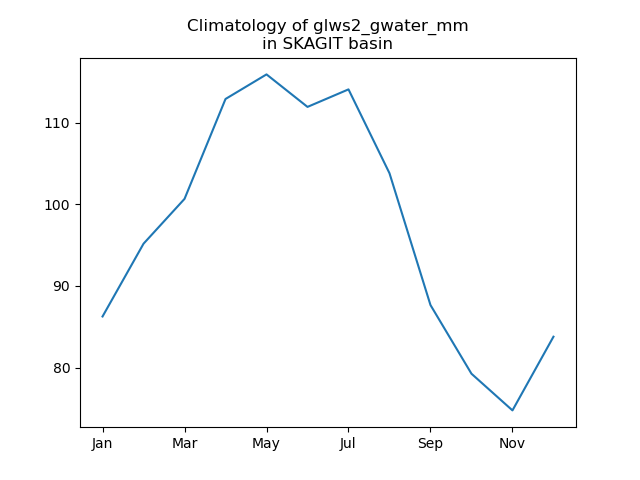 Climatology of glws2_gwater_mm
in SKAGIT basin
110
100
90
80
Jan
Mar
May
Jul
Sep
Nov